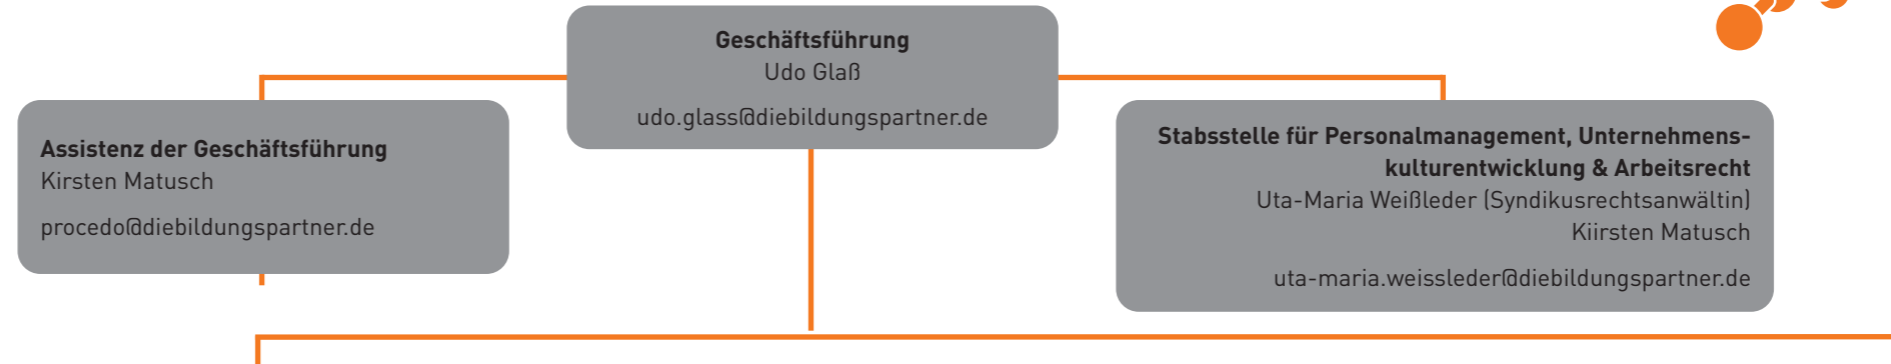 Geschäftsführung
Udo Glaß
udo.glass@diebildungspartner.de
Assistenz der Geschäftsführung
Kirsten Matusch
procedo@diebildungspartner.de
Stabsstelle für Personalmanagement, Unternehmens-
kulturentwicklung & Arbeitsrecht
Uta-Maria Weißleder (Syndikusrechtsanwältin)
Kiirsten Matusch
uta-maria.weissleder@diebildungspartner.de